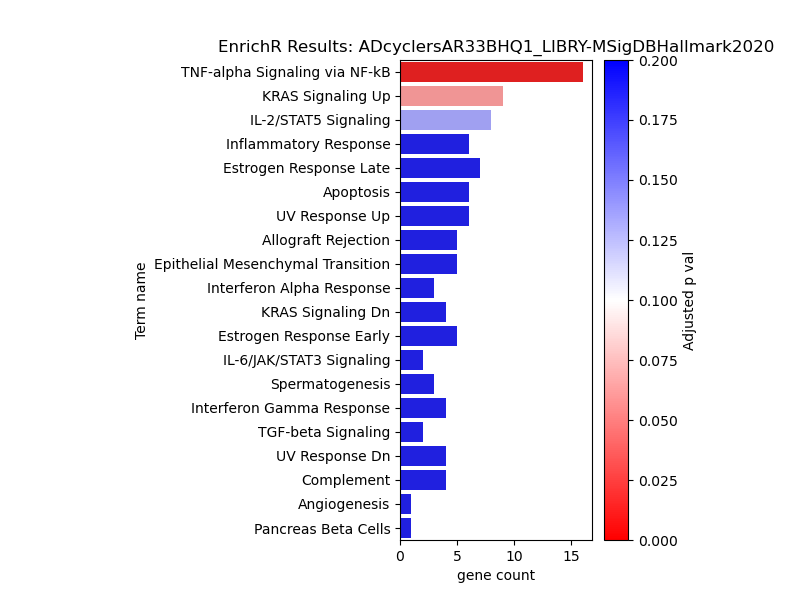 EnrichR Results: ADcyclersAR33BHQ1_LIBRY-MSigDBHallmark2020
TNF-alpha Signaling via NF-kB
KRAS Signaling Up
IL-2/STAT5 Signaling
Inflammatory Response
Estrogen Response Late
Apoptosis
UV Response Up
Allograft Rejection
Epithelial Mesenchymal Transition
Interferon Alpha Response
KRAS Signaling Dn
Estrogen Response Early
IL-6/JAK/STAT3 Signaling
Spermatogenesis
Interferon Gamma Response
TGF-beta Signaling
UV Response Dn
Complement
Angiogenesis
Pancreas Beta Cells
Term name
0 5 10 15
gene count
0.200
0.175
0.150
0.125
0.100
0.075
0.050
0.025
0.000
Adjusted p val